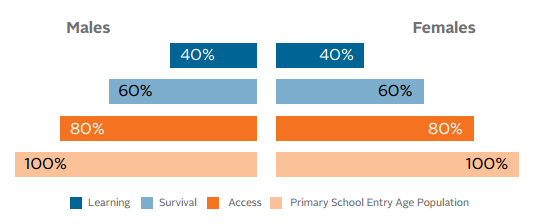 Males Females
40% 40%
60% 60%
80% 80%
100% 100%
Learning Survival Access Primary School Entry Age Population